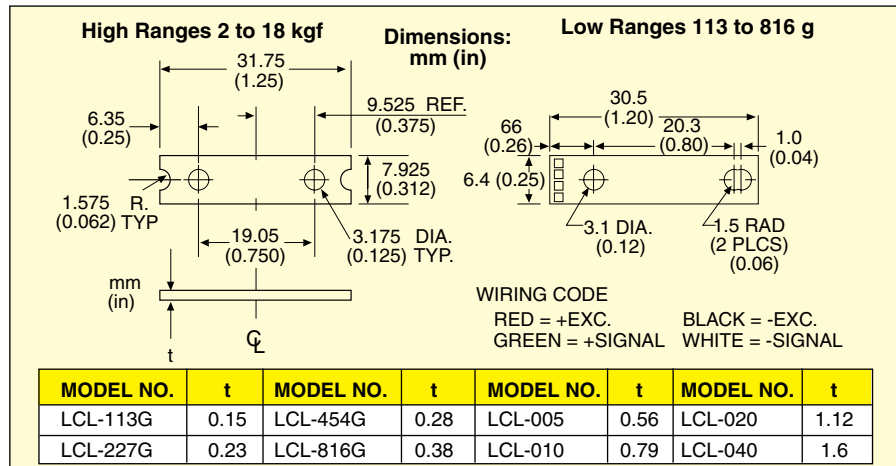 High Ranges 2 to 18 kgf
Dimensions:
mm (in)
Low Ranges 113 to 816 g
31.75
(1.25)
6.35
(0.25)
9.525 REF.
(0.375)
7.925
(0.312)
1.575 R.
(0.062) TYP
19.05
(0.750)
3.175 DIA.
(0.125) TYP.
mm
(in)
t
CL
30.5
(1.20)
66
(0.26)
20.3
(0.80)
1.0
(0.04)
6.4 (0.25)
3.1 DIA.
(0.12)
1.5 RAD
(2 PLCS)
(0.06)
WIRING CODE
RED = +EXC. BLACK = -EXC.
GREEN = +SIGNAL WHITE = -SIGNAL
MODEL NO. t MODEL NO. t MODEL NO. t MODEL NO. t
LCL-113G 0.15 LCL-454G 0.28 LCL-005 0.56 LCL-020 1.12
LCL-227G 0.23 LCL-816G 0.38 LCL-010 0.79 LCL-040 1.6